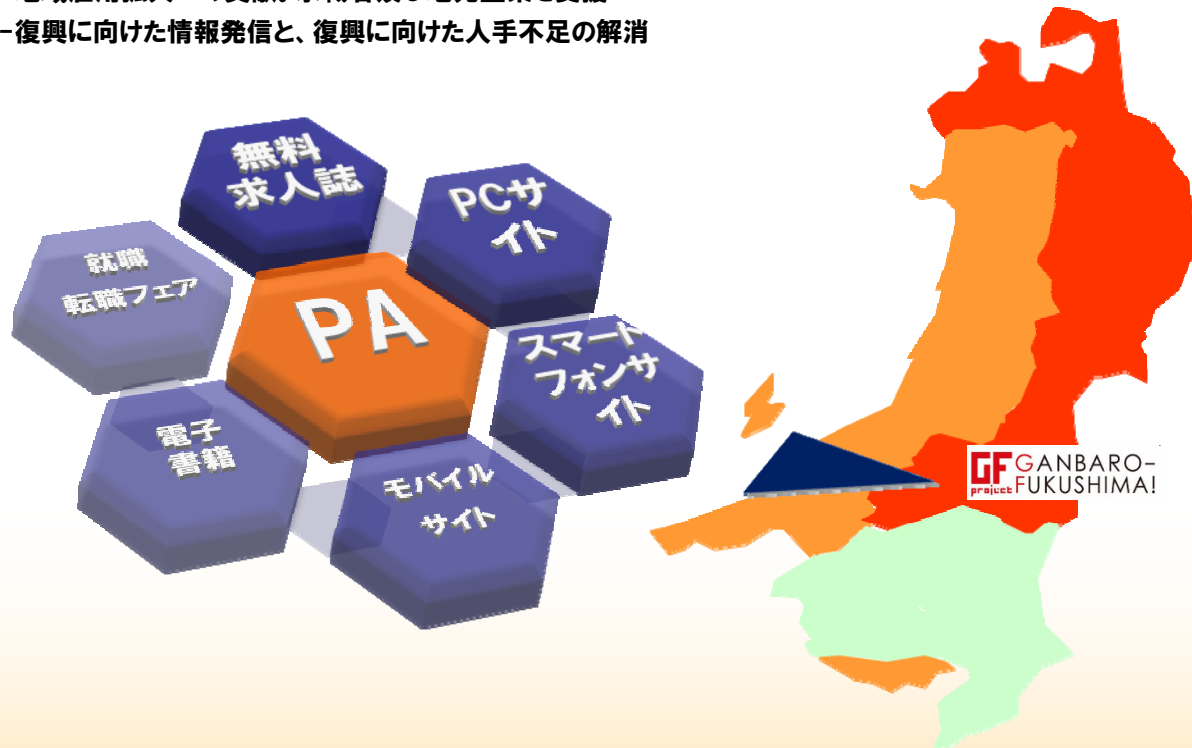 -復興に向けた情報発信と、復興に向けた人手不足の解消
無料
求人誌
PCサ
イト
就職
転職フェア
PA
スマート
フォンサ
イト
電子
書籍
モバイル
サイト
GF GANBARO-
project FUKUSHIMA!